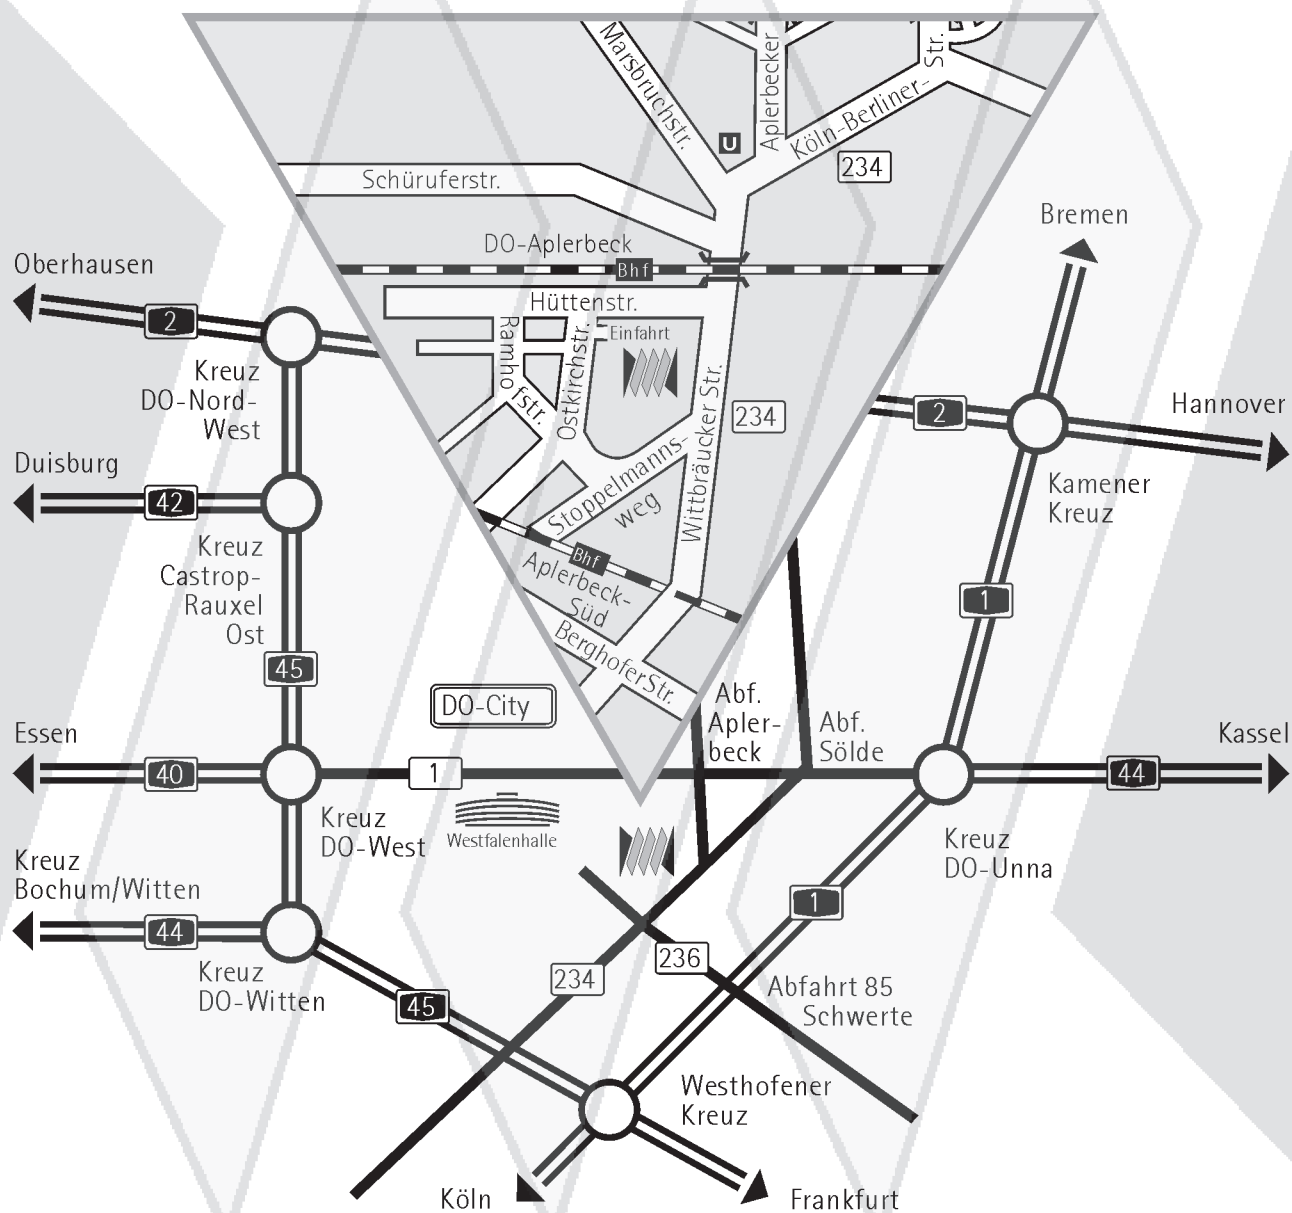 Marsbruchstr.
Aplerbecker
Str.
Köln-Berliner-
U
234
Schüruferstr.
Bremen
DO-Aplerbeck
Bhf
Oberhausen
2
Hüttenstr.
Ramhofstr.
Ostkirchstr.
Einfahrt
Kreuz
DO-Nord-
West
234
Wittbräucker Str.
2
Hannover
Duisburg
42
Stoppelmanns-
weg
Kamener
Kreuz
Kreuz
Castrop-
Rauxel
Ost
Bhf
Aplerbeck-
Süd
1
45
BerghoferStr.
DO-City
Abf.
Apler-
beck
Abf.
Sölde
Essen
40
1
Kassel
44
Kreuz
DO-West
Westfalenhalle
Kreuz
DO-Unna
Kreuz
Bochum/Witten
44
1
Kreuz
DO-Witten
45
234
236
Abfahrt 85
Schwerte
Westhofener
Kreuz
Köln
Frankfurt